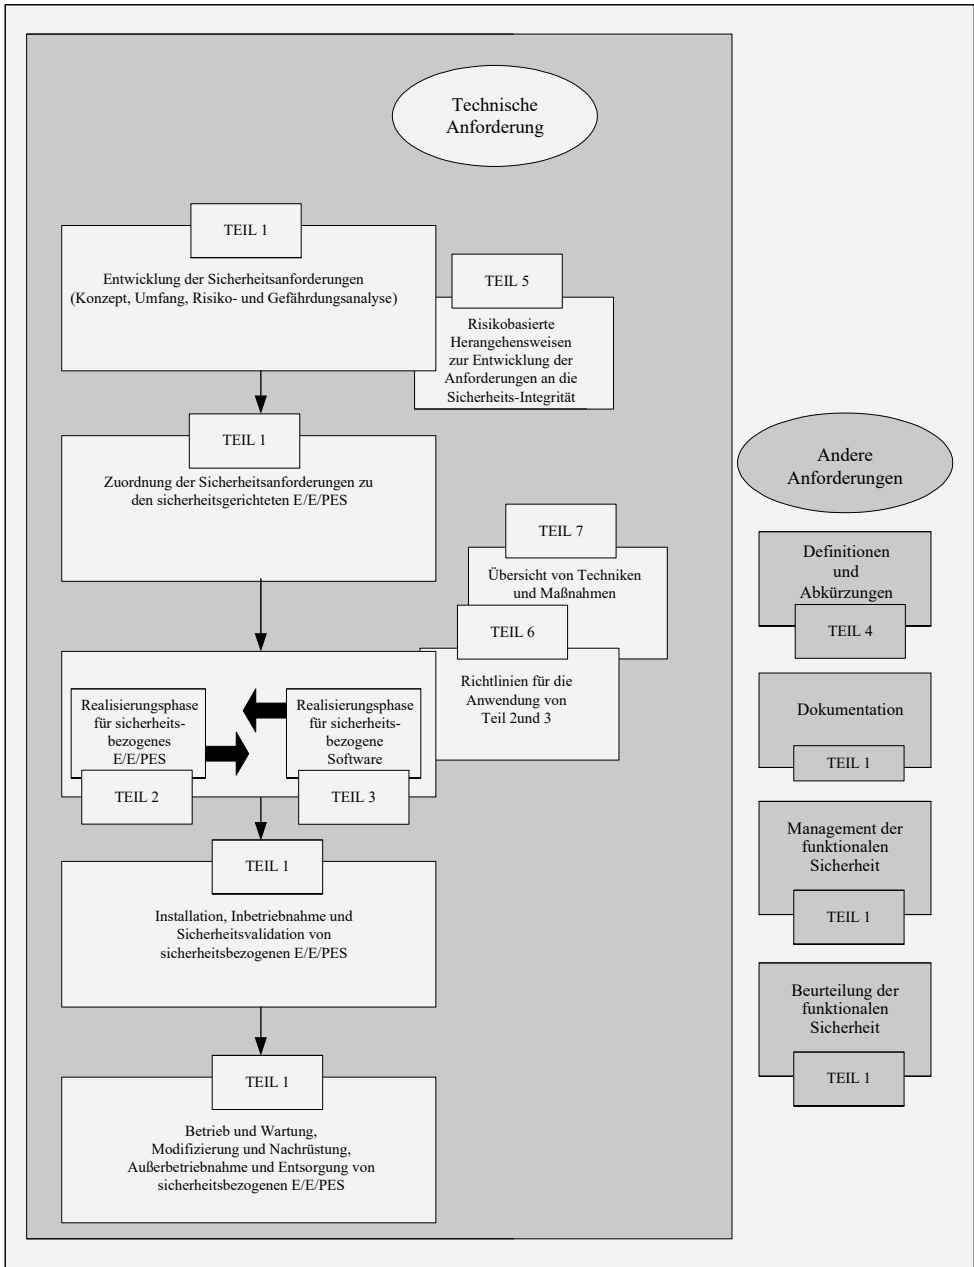 Technische
Anforderung
TEIL 1
Entwicklung der Sicherheitsanforderungen
(Konzept, Umfang, Risiko- und Gefährdungsanalyse)
TEIL 5
Risikobasierte
Herangehensweisen
zur Entwicklung der
Anforderungen an die
Sicherheits-Integrität
TEIL 1
Zuordnung der Sicherheitsanforderungen zu
den sicherheitsgerichteten E/E/PES
TEIL 7
Übersicht von Techniken
und Maßnahmen
TEIL 6
Richtlinien für die
Anwendung von
Teil 2und 3
Realisierungsphase
für sicherheits-
bezogenes
E/E/PES
TEIL 2
Realisierungsphase
für sicherheits-
bezogene
Software
TEIL 3
TEIL 1
Installation, Inbetriebnahme und
Sicherheitsvalidation von
sicherheitsbezogenen E/E/PES
TEIL 1
Betrieb und Wartung,
Modifizierung und Nachrüstung,
Außerbetriebnahme und Entsorgung von
sicherheitsbezogenen E/E/PES
Andere
Anforderungen
Definitionen
und
Abkürzungen
TEIL 4
Dokumentation
TEIL 1
Management der
funktionalen
Sicherheit
TEIL 1
Beurteilung der
funktionalen
Sicherheit
TEIL 1